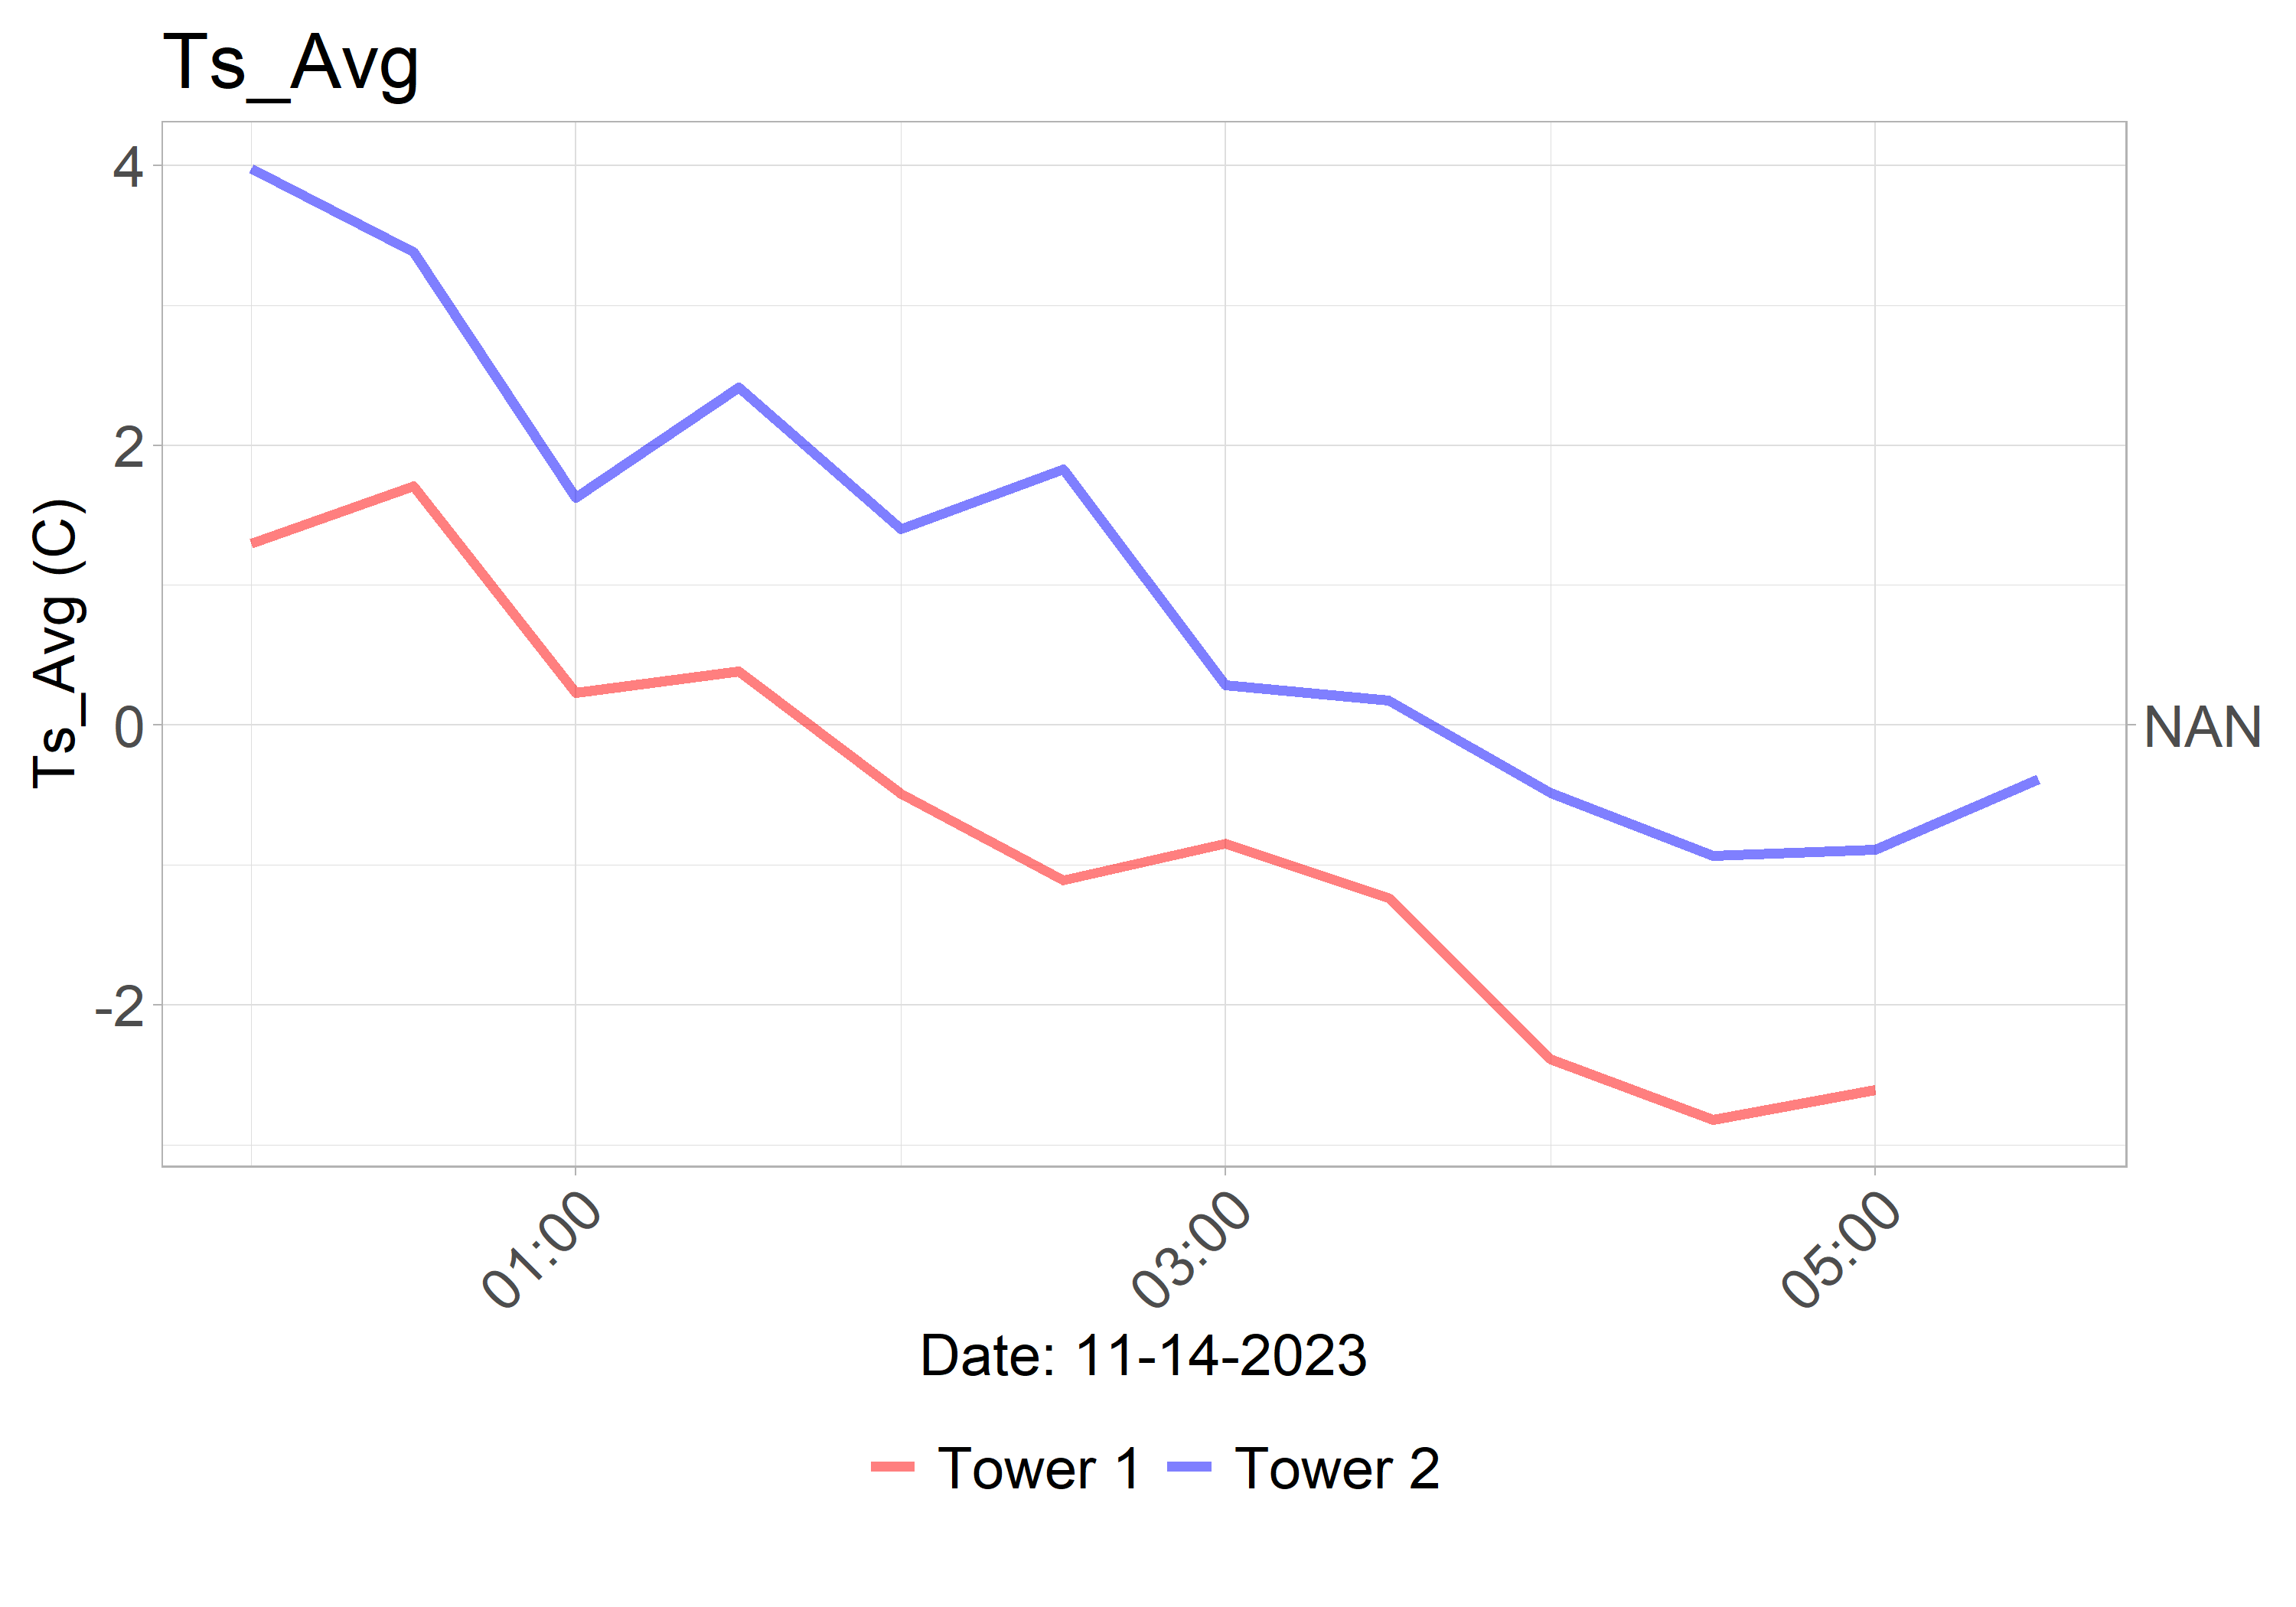 Ts_Avg
Ts_Avg (C)
4
2
0
-2
NAN
01:00
03:00
05:00
Date: 11-14-2023
Tower 1
Tower 2